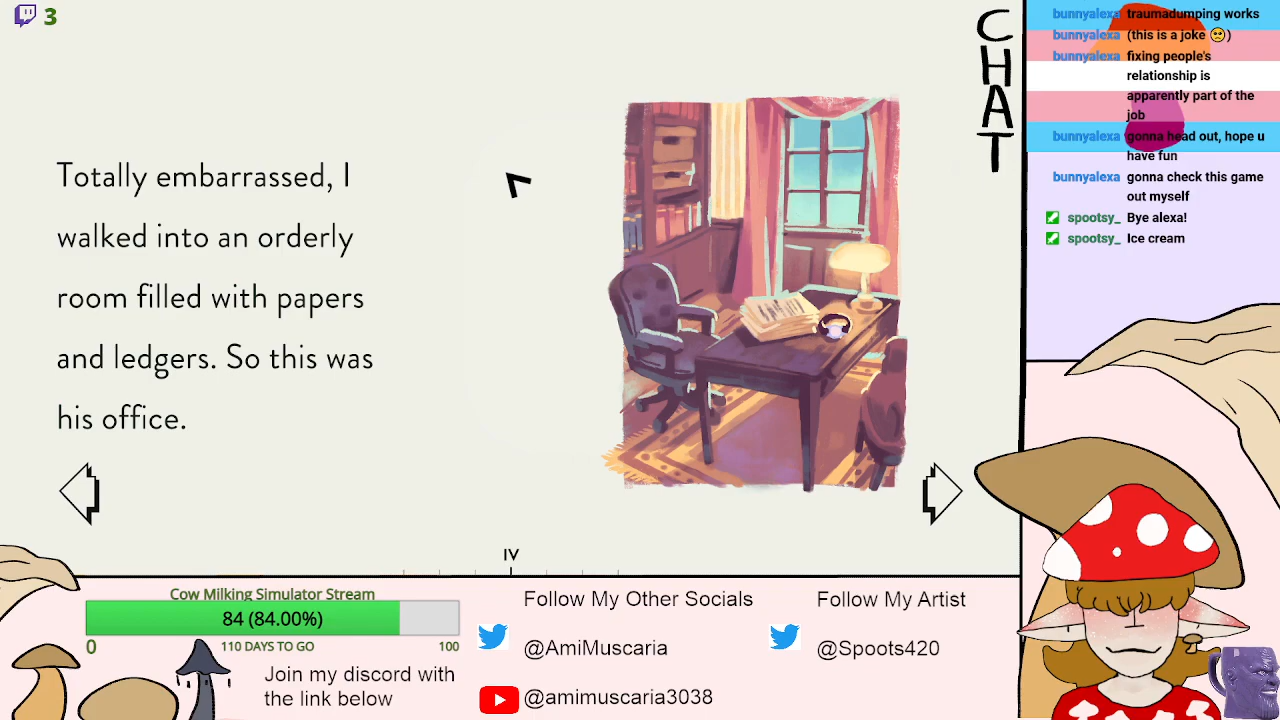 3
Totally embarrassed, I
walked into an orderly
room filled with papers
and ledgers. So this was
his office.
IV
CHAT
bunnyalexa traumadumping works
bunnyalexa (this is a joke 🥺)
bunnyalexa fixing people's
relationship is
apparently part of the
job
bunnyalexa gonna head out, hope u
have fun
bunnyalexa gonna check this game
out myself
spootsy_ Bye alexa!
spootsy_ Ice cream
Cow Milking Simulator Stream
84 (84.00%)
0 110 DAYS TO GO 100
Join my discord with
the link below
Follow My Other Socials
@AmiMuscaria
@amimuscaria3038
Follow My Artist
@Spoots420